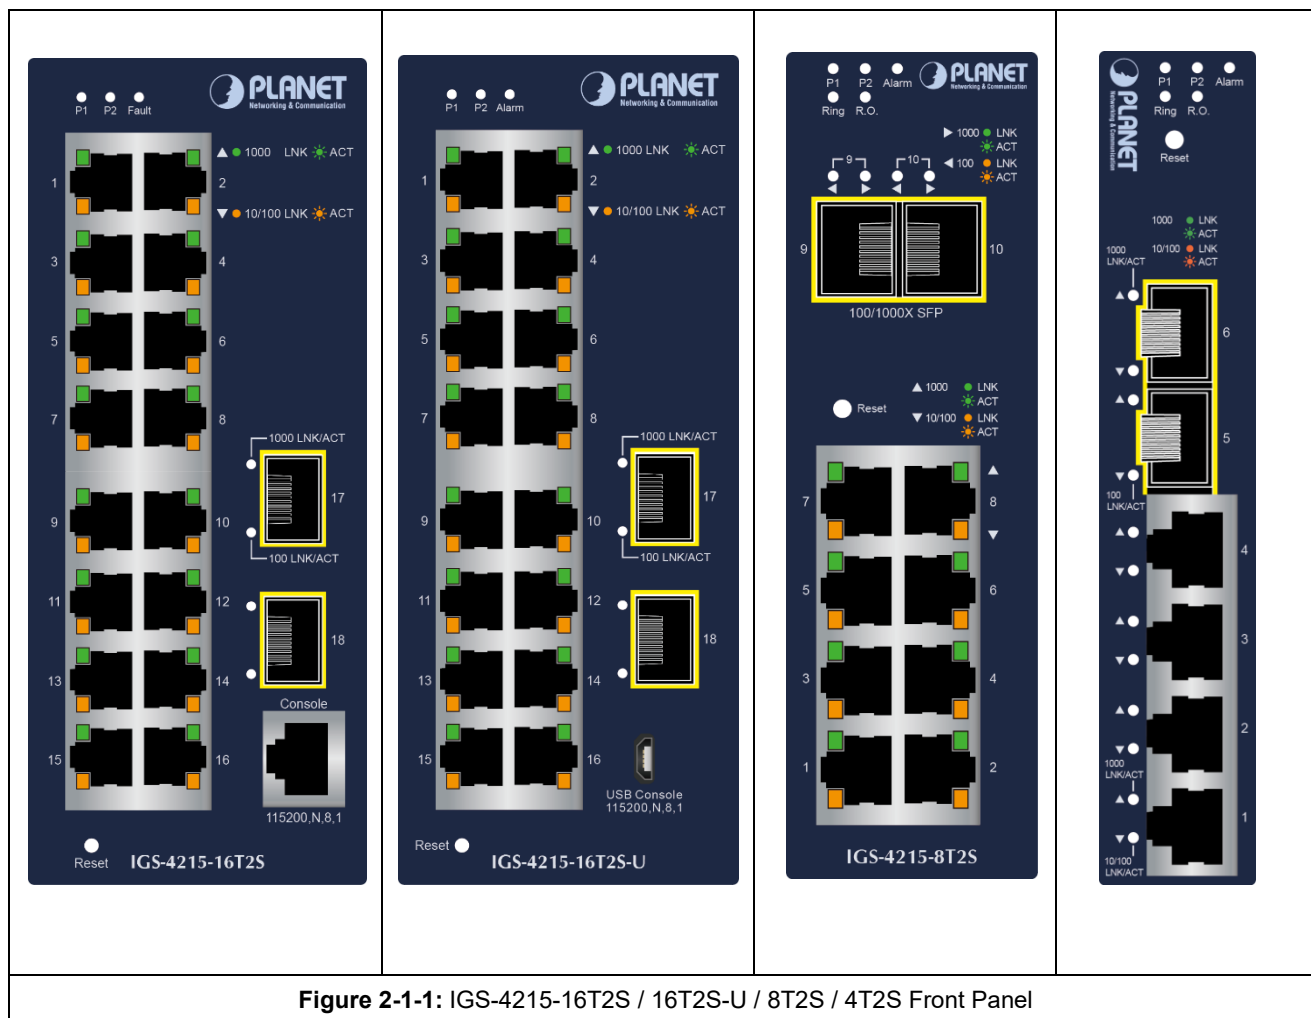 PLANET
Networking & Communication
P1 P2 Fault
1000 LNK ACT
10/100 LNK ACT
1 2
3 4
5 6
7 8
1000 LNK/ACT
17
9 10
100 LNK/ACT
11 12
18
13 14
Console
15 16
115200,N,8,1
Reset
IGS-4215-16T2S
PLANET
Networking & Communication
P1 P2 Alarm
1000 LNK ACT
10/100 LNK ACT
1 2
3 4
5 6
7 8
1000 LNK/ACT
17
9 10
100 LNK/ACT
11 12
18
13 14
15 16
USB Console
115200,N,8,1
Reset
IGS-4215-16T2S-U
PLANET
Networking & Communication
P1 P2 Alarm
Ring R.O.
1000 LNK
ACT
100 LNK
ACT
9 10
9 10
100/1000X SFP
1000 LNK
ACT
Reset
10/100 LNK
ACT
7 8
5 6
3 4
1 2
IGS-4215-8T2S
PLANET
Networking & Communication
P1 P2 Alarm
Ring R.O.
Reset
1000 LNK
ACT
10/100 LNK
ACT
1000
LNK/ACT
6
5
100
LNK/ACT
4
3
2
1000
LNK/ACT
1
10/100
LNK/ACT
Figure 2-1-1: IGS-4215-16T2S / 16T2S-U / 8T2S / 4T2S Front Panel